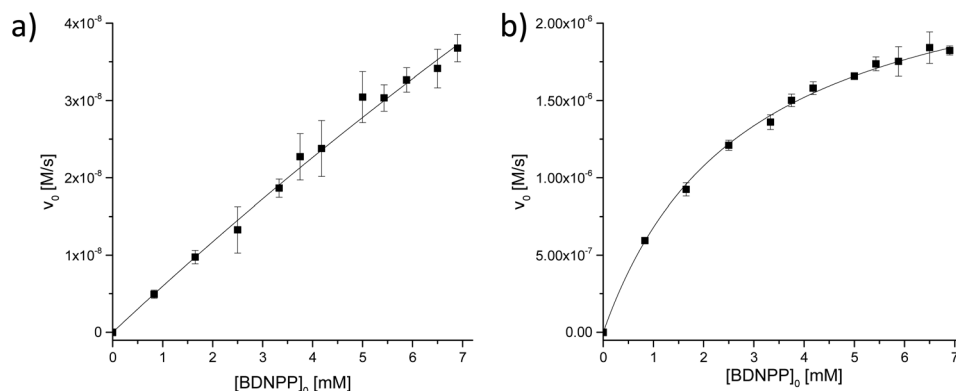 a)
4x10⁻⁸
3x10⁻⁸
2x10⁻⁸
1x10⁻⁸
0
v₀ [M/s]
0 1 2 3 4 5 6 7
[BDNPP]₀ [mM]
b)
2.00x10⁻⁶
1.50x10⁻⁶
1.00x10⁻⁶
5.00x10⁻⁷
0.00
v₀ [M/s]
0 1 2 3 4 5 6 7
[BDNPP]₀ [mM]